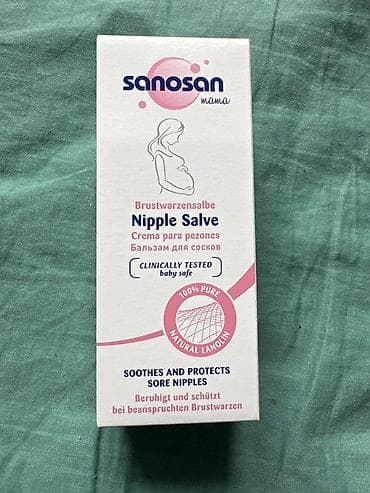 sanosan
mama
Brustwarzensalbe
Nipple Salve
Crema para pezones
Бальзам для сосков
CLINICALLY TESTED
baby safe
100% PURE
NATURAL LANOLIN
SOOTHES AND PROTECTS
SORE NIPPLES
Beruhigt und schützt
bei beanspruchten Brustwarzen